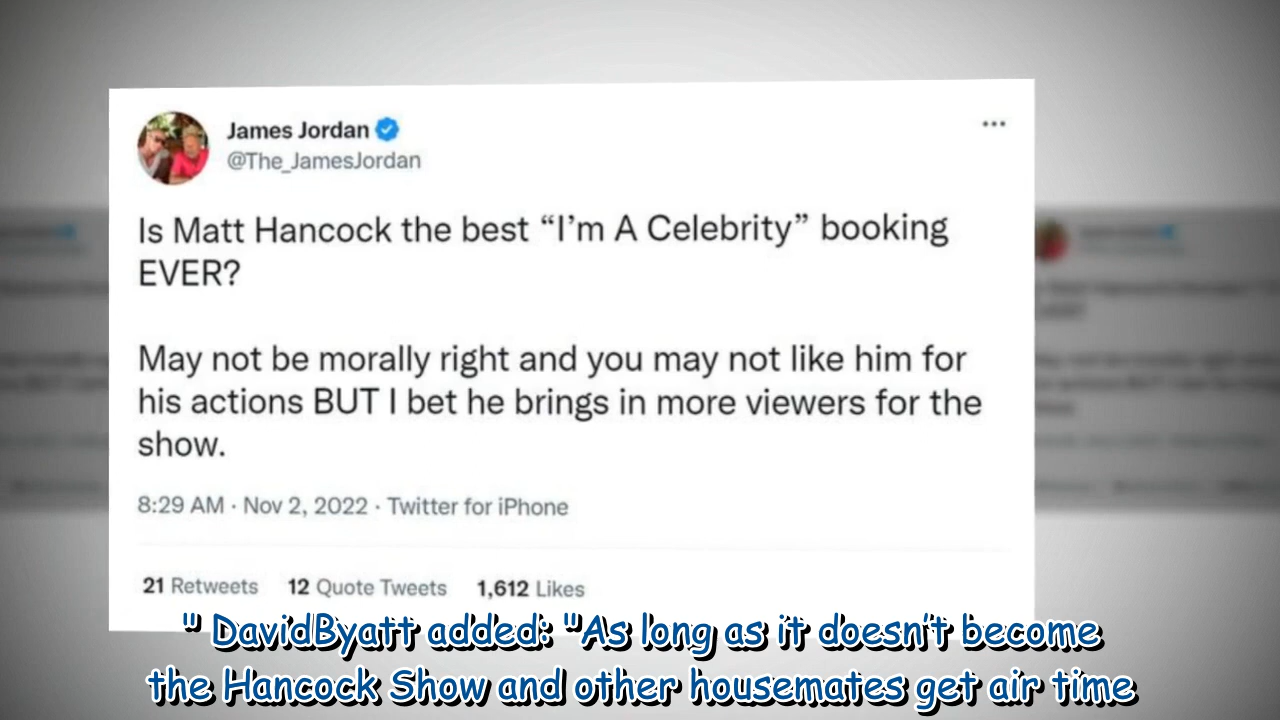 James Jordan
@The_JamesJordan
Is Matt Hancock the best “I’m A Celebrity” booking
EVER?
May not be morally right and you may not like him for
his actions BUT I bet he brings in more viewers for the
show.
8:29 AM · Nov 2, 2022 · Twitter for iPhone
21 Retweets 12 Quote Tweets 1,612 Likes
" DavidByatt added: "As long as it doesn't become
the Hancock Show and other housemates get air time